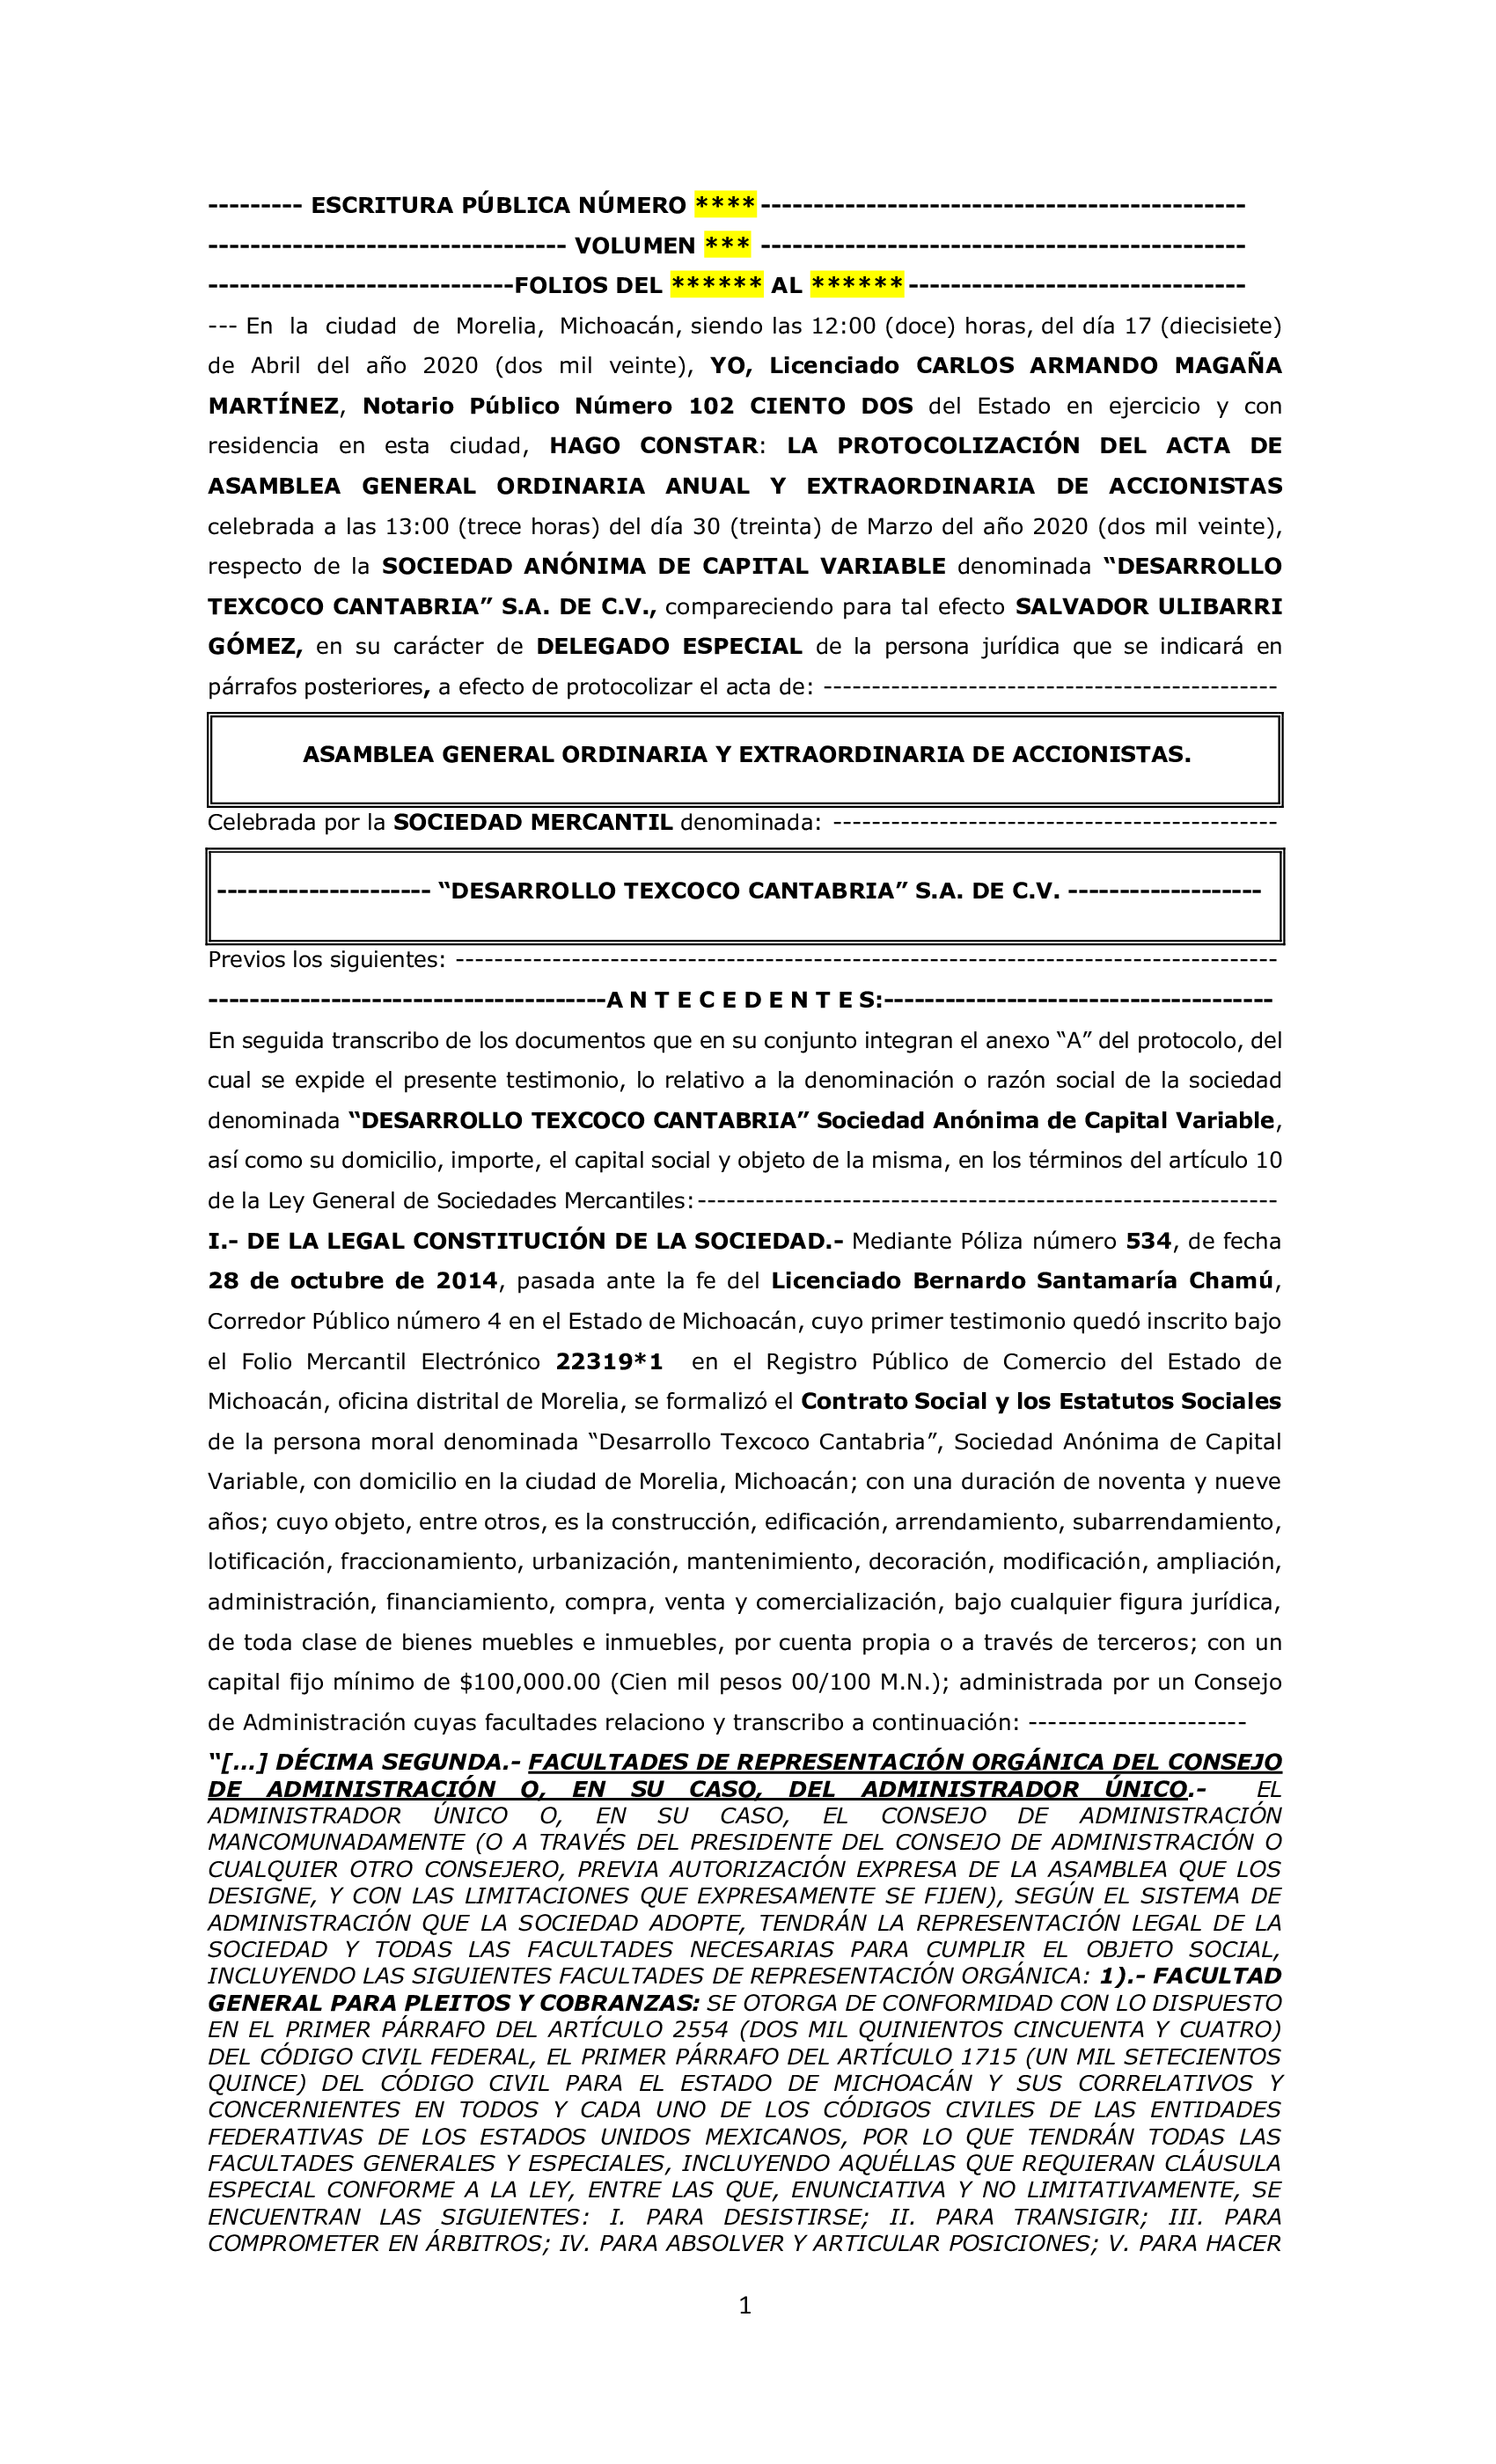 --------- ESCRITURA PÚBLICA NÚMERO **** ----------------------------------------------
---------------------------------- VOLUMEN *** ----------------------------------------------
-----------------------------FOLIOS DEL ****** AL ****** --------------------------------
--- En la ciudad de Morelia, Michoacán, siendo las 12:00 (doce) horas, del día 17 (diecisiete)
de Abril del año 2020 (dos mil veinte), YO, Licenciado CARLOS ARMANDO MAGAÑA
MARTÍNEZ, Notario Público Número 102 CIENTO DOS del Estado en ejercicio y con
residencia en esta ciudad, HAGO CONSTAR: LA PROTOCOLIZACIÓN DEL ACTA DE
ASAMBLEA GENERAL ORDINARIA ANUAL Y EXTRAORDINARIA DE ACCIONISTAS
celebrada a las 13:00 (trece horas) del día 30 (treinta) de Marzo del año 2020 (dos mil veinte),
respecto de la SOCIEDAD ANÓNIMA DE CAPITAL VARIABLE denominada “DESARROLLO
TEXCOCO CANTABRIA” S.A. DE C.V., compareciendo para tal efecto SALVADOR ULIBARRI
GÓMEZ, en su carácter de DELEGADO ESPECIAL de la persona jurídica que se indicará en
párrafos posteriores, a efecto de protocolizar el acta de: -----------------------------------------------
ASAMBLEA GENERAL ORDINARIA Y EXTRAORDINARIA DE ACCIONISTAS.
Celebrada por la SOCIEDAD MERCANTIL denominada: ----------------------------------------------
--------------------- “DESARROLLO TEXCOCO CANTABRIA” S.A. DE C.V. -------------------
Previos los siguientes: -------------------------------------------------------------------------------------
---------------------------------------A N T E C E D E N T E S:--------------------------------------
En seguida transcribo de los documentos que en su conjunto integran el anexo “A” del protocolo, del
cual se expide el presente testimonio, lo relativo a la denominación o razón social de la sociedad
denominada “DESARROLLO TEXCOCO CANTABRIA” Sociedad Anónima de Capital Variable,
así como su domicilio, importe, el capital social y objeto de la misma, en los términos del artículo 10
de la Ley General de Sociedades Mercantiles:------------------------------------------------------------
I.- DE LA LEGAL CONSTITUCIÓN DE LA SOCIEDAD.- Mediante Póliza número 534, de fecha
28 de octubre de 2014, pasada ante la fe del Licenciado Bernardo Santamaría Chamú,
Corredor Público número 4 en el Estado de Michoacán, cuyo primer testimonio quedó inscrito bajo
el Folio Mercantil Electrónico 22319*1 en el Registro Público de Comercio del Estado de
Michoacán, oficina distrital de Morelia, se formalizó el Contrato Social y los Estatutos Sociales
de la persona moral denominada “Desarrollo Texcoco Cantabria”, Sociedad Anónima de Capital
Variable, con domicilio en la ciudad de Morelia, Michoacán; con una duración de noventa y nueve
años; cuyo objeto, entre otros, es la construcción, edificación, arrendamiento, subarrendamiento,
lotificación, fraccionamiento, urbanización, mantenimiento, decoración, modificación, ampliación,
administración, financiamiento, compra, venta y comercialización, bajo cualquier figura jurídica,
de toda clase de bienes muebles e inmuebles, por cuenta propia o a través de terceros; con un
capital fijo mínimo de $100,000.00 (Cien mil pesos 00/100 M.N.); administrada por un Consejo
de Administración cuyas facultades relaciono y transcribo a continuación: ----------------------
“[...] DÉCIMA SEGUNDA.- FACULTADES DE REPRESENTACIÓN ORGÁNICA DEL CONSEJO
DE ADMINISTRACIÓN O, EN SU CASO, DEL ADMINISTRADOR ÚNICO.- EL
ADMINISTRADOR ÚNICO O, EN SU CASO, EL CONSEJO DE ADMINISTRACIÓN
MANCOMUNADAMENTE (O A TRAVÉS DEL PRESIDENTE DEL CONSEJO DE ADMINISTRACIÓN O
CUALQUIER OTRO CONSEJERO, PREVIA AUTORIZACIÓN EXPRESA DE LA ASAMBLEA QUE LOS
DESIGNE, Y CON LAS LIMITACIONES QUE EXPRESAMENTE SE FIJEN), SEGÚN EL SISTEMA DE
ADMINISTRACIÓN QUE LA SOCIEDAD ADOPTE, TENDRÁN LA REPRESENTACIÓN LEGAL DE LA
SOCIEDAD Y TODAS LAS FACULTADES NECESARIAS PARA CUMPLIR EL OBJETO SOCIAL,
INCLUYENDO LAS SIGUIENTES FACULTADES DE REPRESENTACIÓN ORGÁNICA: 1).- FACULTAD
GENERAL PARA PLEITOS Y COBRANZAS: SE OTORGA DE CONFORMIDAD CON LO DISPUESTO
EN EL PRIMER PÁRRAFO DEL ARTÍCULO 2554 (DOS MIL QUINIENTOS CINCUENTA Y CUATRO)
DEL CÓDIGO CIVIL FEDERAL, EL PRIMER PÁRRAFO DEL ARTÍCULO 1715 (UN MIL SETECIENTOS
QUINCE) DEL CÓDIGO CIVIL PARA EL ESTADO DE MICHOACÁN Y SUS CORRELATIVOS Y
CONCERNIENTES EN TODOS Y CADA UNO DE LOS CÓDIGOS CIVILES DE LAS ENTIDADES
FEDERATIVAS DE LOS ESTADOS UNIDOS MEXICANOS, POR LO QUE TENDRÁN TODAS LAS
FACULTADES GENERALES Y ESPECIALES, INCLUYENDO AQUÉLLAS QUE REQUIERAN CLÁUSULA
ESPECIAL CONFORME A LA LEY, ENTRE LAS QUE, ENUNCIATIVA Y NO LIMITATIVAMENTE, SE
ENCUENTRAN LAS SIGUIENTES: I. PARA DESISTIRSE; II. PARA TRANSIGIR; III. PARA
COMPROMETER EN ÁRBITROS; IV. PARA ABSOLVER Y ARTICULAR POSICIONES; V. PARA HACER
1